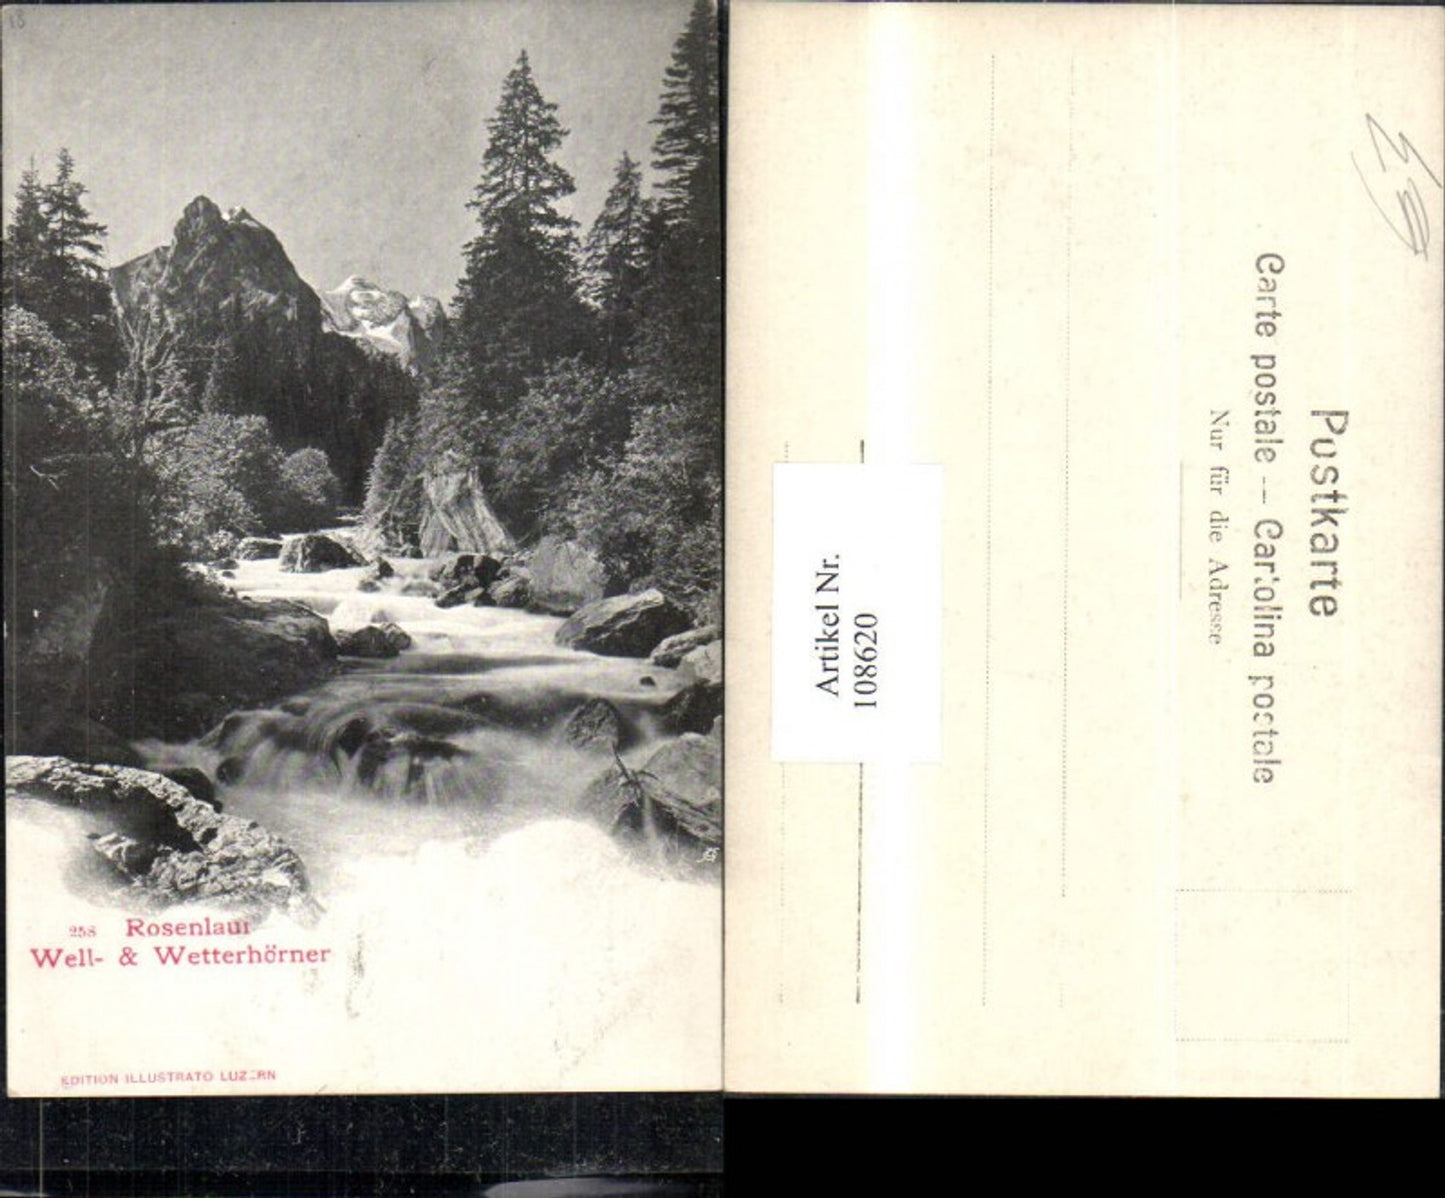 258 Rosenlaui
Well- & Wetterhörner
EDITION ILLUSTRATO LUZERN
Postkarte
Carte postale — Cartolina postale
Nur für die Adresse
Artikel Nr.
108620